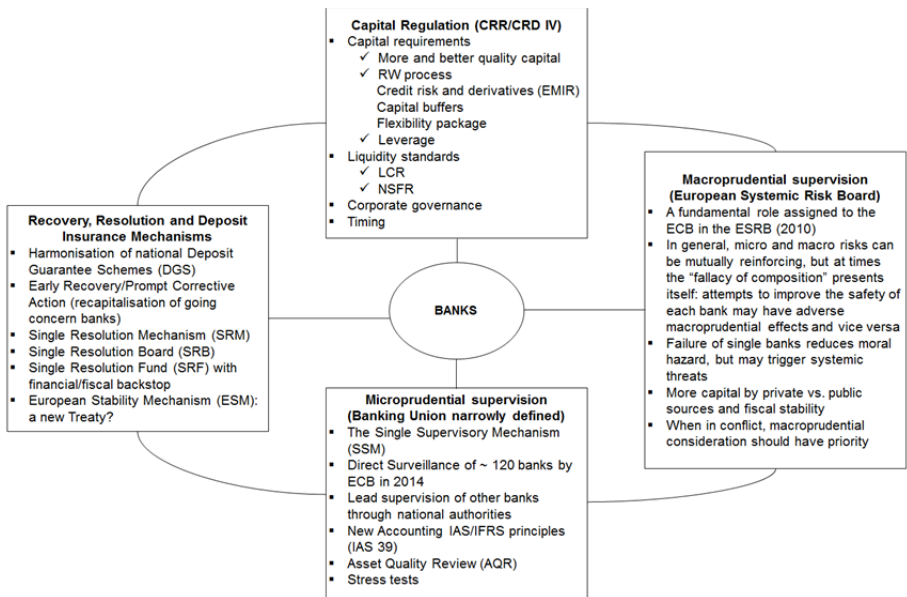 Capital Regulation (CRR/CRD IV)
▪ Capital requirements
✓ More and better quality capital
✓ RW process
Credit risk and derivatives (EMIR)
Capital buffers
Flexibility package
✓ Leverage
▪ Liquidity standards
✓ LCR
✓ NSFR
▪ Corporate governance
▪ Timing
Recovery, Resolution and Deposit
Insurance Mechanisms
▪ Harmonisation of national Deposit
Guarantee Schemes (DGS)
▪ Early Recovery/Prompt Corrective
Action (recapitalisation of going
concern banks)
▪ Single Resolution Mechanism (SRM)
▪ Single Resolution Board (SRB)
▪ Single Resolution Fund (SRF) with
financial/fiscal backstop
▪ European Stability Mechanism (ESM):
a new Treaty?
BANKS
Macroprudential supervision
(European Systemic Risk Board)
▪ A fundamental role assigned to the
ECB in the ESRB (2010)
▪ In general, micro and macro risks can
be mutually reinforcing, but at times
the “fallacy of composition” presents
itself: attempts to improve the safety of
each bank may have adverse
macroprudential effects and vice versa
▪ Failure of single banks reduces moral
hazard, but may trigger systemic
threats
▪ More capital by private vs. public
sources and fiscal stability
▪ When in conflict, macroprudential
consideration should have priority
Microprudential supervision
(Banking Union narrowly defined)
▪ The Single Supervisory Mechanism
(SSM)
▪ Direct Surveillance of ~ 120 banks by
ECB in 2014
▪ Lead supervision of other banks
through national authorities
▪ New Accounting IAS/IFRS principles
(IAS 39)
▪ Asset Quality Review (AQR)
▪ Stress tests